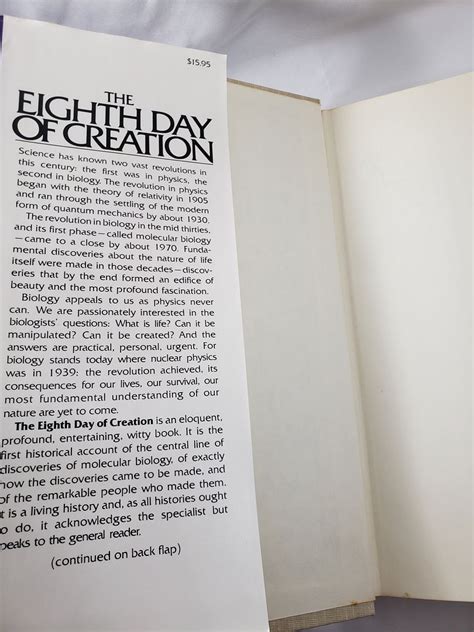 $15.95
THE
EIGHTH DAY
OF CREATION
Science has known two vast revolutions in
this century: the first was in physics, the
second in biology. The revolution in physics
began with the theory of relativity in 1905
and ran through the settling of the modern
form of quantum mechanics by about 1930.
The revolution in biology in the mid thirties,
and its first phase—called molecular biology
—came to a close by about 1970. Funda-
mental discoveries about the nature of life
itself were made in those decades—discov-
eries that by the end formed an edifice of
beauty and the most profound fascination.
Biology appeals to us as physics never
can. We are passionately interested in the
biologists' questions: What is life? Can it be
manipulated? Can it be created? And the
answers are practical, personal, urgent. For
biology stands today where nuclear physics
was in 1939: the revolution achieved, its
consequences for our lives, our survival, our
most fundamental understanding of our
nature are yet to come.
The Eighth Day of Creation is an eloquent,
profound, entertaining, witty book. It is the
first historical account of the central line of
discoveries of molecular biology, of exactly
how the discoveries came to be made, and
of the remarkable people who made them.
It is a living history and, as all histories ought
to do, it acknowledges the specialist but
speaks to the general reader.
(continued on back flap)